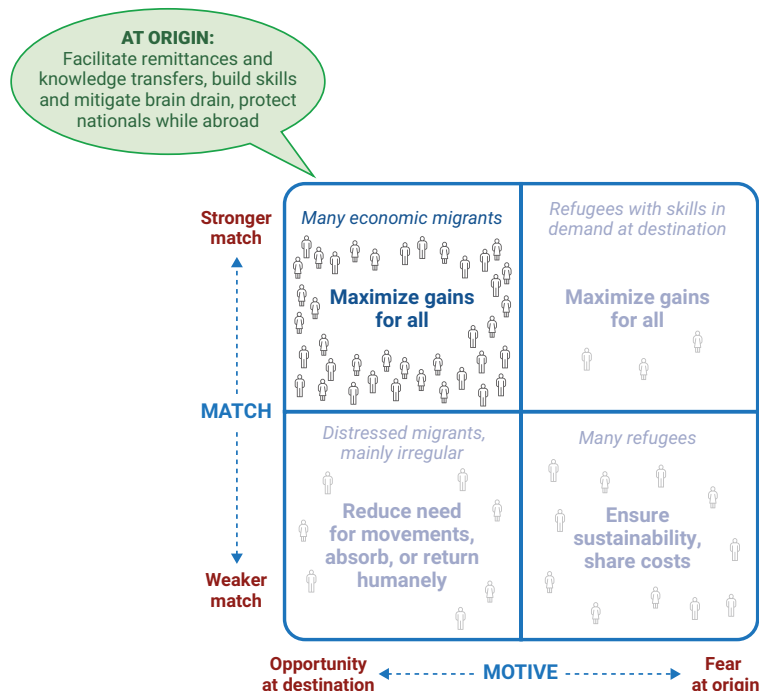 AT ORIGIN:
Facilitate remittances and
knowledge transfers, build skills
and mitigate brain drain, protect
nationals while abroad
Stronger
match
Many economic migrants
Maximize gains
for all
Refugees with skills in
demand at destination
Maximize gains
for all
MATCH
Distressed migrants,
mainly irregular
Reduce need
for movements,
absorb, or return
humanely
Many refugees
Ensure
sustainability,
share costs
Weaker
match
Opportunity
at destination
MOTIVE
Fear
at origin